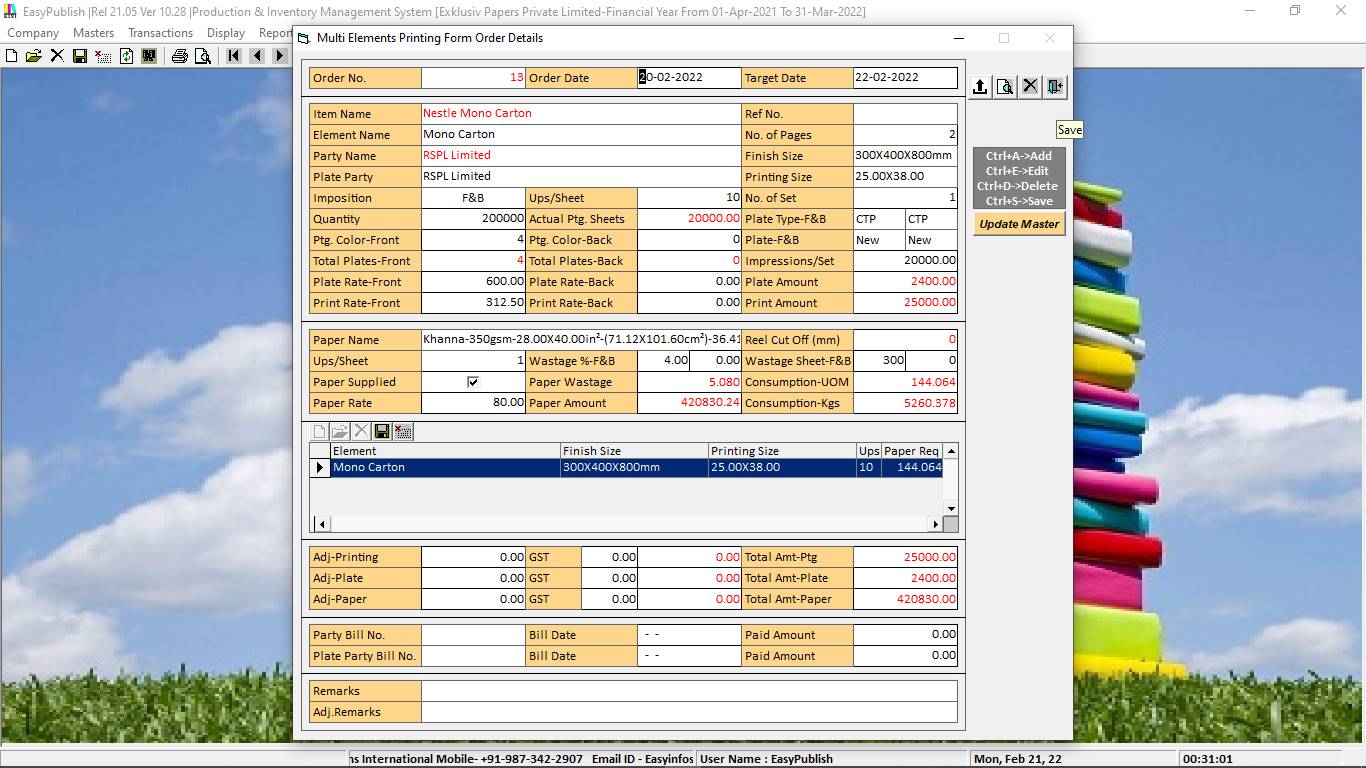 EasyPublish |Rel 21.05 Ver 10.28 |Production & Inventory Management System [Exklusiv Papers Private Limited-Financial Year From 01-Apr-2021 To 31-Mar-2022]
Company Masters Transactions Display Report
Multi Elements Printing Form Order Details
Order No. 13 Order Date 20-02-2022 Target Date 22-02-2022
Item Name Nestle Mono Carton Ref No.
Element Name Mono Carton No. of Pages 2
Party Name RSPL Limited Finish Size 300X400X800mm
Plate Party RSPL Limited Printing Size 25.00X38.00
Imposition F&B Ups/Sheet 10 No. of Set 1
Quantity 200000 Actual Ptg. Sheets 20000.00 Plate Type-F&B CTP CTP
Ptg. Color-Front 4 Ptg. Color-Back 0 Plate-F&B New New
Total Plates-Front 4 Total Plates-Back 0 Impressions/Set 20000.00
Plate Rate-Front 600.00 Plate Rate-Back 0.00 Plate Amount 2400.00
Print Rate-Front 312.50 Print Rate-Back 0.00 Print Amount 25000.00
Save
Ctrl+A->Add
Ctrl+E->Edit
Ctrl+D->Delete
Ctrl+S->Save
Update Master
Paper Name Khanna-350gsm-28.00X40.00in²-(71.12X101.60cm²)-36.41 Reel Cut Off (mm) 0
Ups/Sheet 1 Wastage %-F&B 4.00 0.00 Wastage Sheet-F&B 300 0
Paper Supplied Paper Wastage 5.080 Consumption-UOM 144.064
Paper Rate 80.00 Paper Amount 420830.24 Consumption-Kgs 5260.378
Element Finish Size Printing Size Ups Paper Req
Mono Carton 300X400X800mm 25.00X38.00 10 144.064
Adj-Printing 0.00 GST 0.00 0.00 Total Amt-Ptg 25000.00
Adj-Plate 0.00 GST 0.00 0.00 Total Amt-Plate 2400.00
Adj-Paper 0.00 GST 0.00 0.00 Total Amt-Paper 420830.00
Party Bill No. Bill Date - - Paid Amount 0.00
Plate Party Bill No. Bill Date - - Paid Amount 0.00
Remarks
Adj.Remarks
ns International Mobile- +91-987-342-2907 Email ID - Easyinfos User Name : EasyPublish Mon, Feb 21, 22 00:31:01